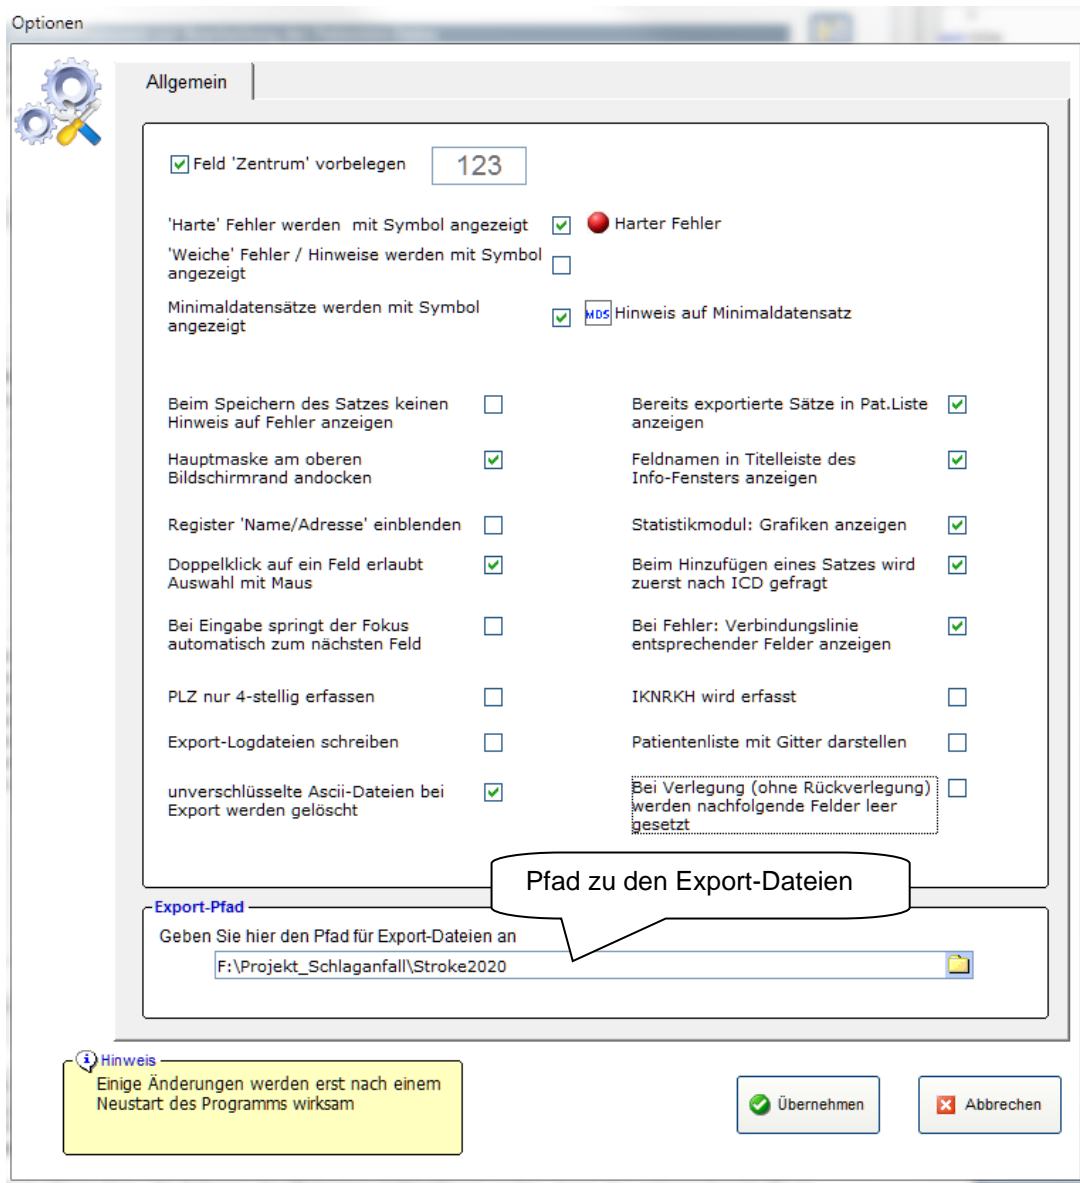 Optionen
Allgemein
Feld 'Zentrum' vorbelegen
123
'Harte' Fehler werden mit Symbol angezeigt
Harter Fehler
'Weiche' Fehler / Hinweise werden mit Symbol
angezeigt
Minimaldatensätze werden mit Symbol
angezeigt
MDS
Hinweis auf Minimaldatensatz
Beim Speichern des Satzes keinen
Hinweis auf Fehler anzeigen
Bereits exportierte Sätze in Pat.Liste
anzeigen
Hauptmaske am oberen
Bildschirmrand andocken
Feldnamen in Titelleiste des
Info-Fensters anzeigen
Register 'Name/Adresse' einblenden
Statistikmodul: Grafiken anzeigen
Doppelklick auf ein Feld erlaubt
Auswahl mit Maus
Beim Hinzufügen eines Satzes wird
zuerst nach ICD gefragt
Bei Eingabe springt der Fokus
automatisch zum nächsten Feld
Bei Fehler: Verbindungslinie
entsprechender Felder anzeigen
PLZ nur 4-stellig erfassen
IKNRKH wird erfasst
Export-Logdateien schreiben
Patientenliste mit Gitter darstellen
unverschlüsselte Ascii-Dateien bei
Export werden gelöscht
Bei Verlegung (ohne Rückverlegung)
werden nachfolgende Felder leer
gesetzt
Pfad zu den Export-Dateien
Export-Pfad
Geben Sie hier den Pfad für Export-Dateien an
F:\Projekt_Schlaganfall\Stroke2020
Hinweis
Einige Änderungen werden erst nach einem
Neustart des Programms wirksam
Übernehmen
Abbrechen